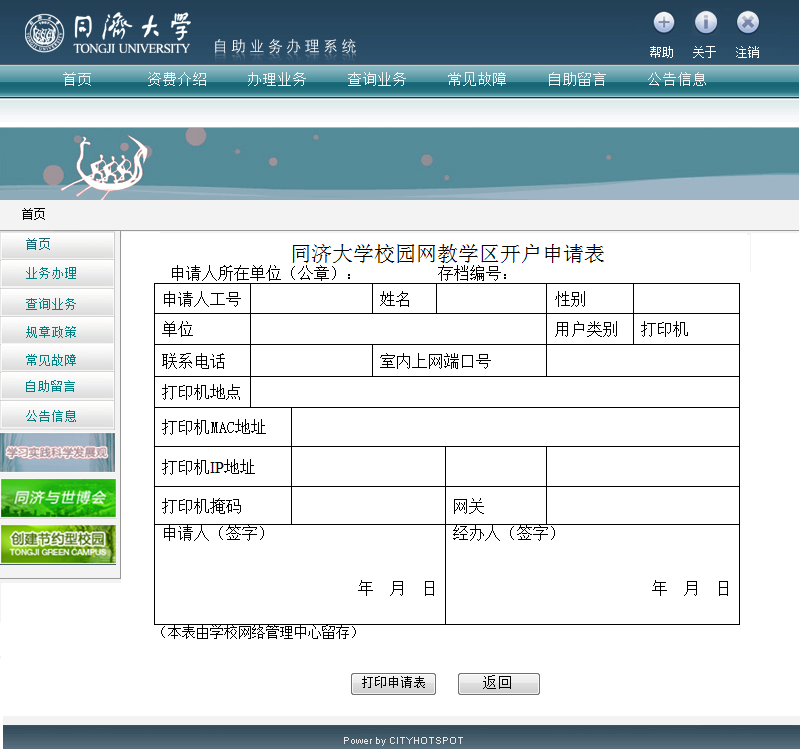 同濟大学
TONGJI UNIVERSITY
自助业务办理系统
帮助 关于 注销
首页 资费介绍 办理业务 查询业务 常见故障 自助留言 公告信息
首页
首页
业务办理
查询业务
规章政策
常见故障
自助留言
公告信息
学习实践科学发展观
同济与世博会
创建节约型校园
TONGJI GREEN CAMPUS
同济大学校园网教学区开户申请表
申请人所在单位（公章）： 存档编号：
申请人工号 姓名 性别
单位 用户类别 打印机
联系电话 室内上网端口号
打印机地点
打印机MAC地址
打印机IP地址
打印机掩码 网关
申请人（签字） 经办人（签字）
年 月 日 年 月 日
（本表由学校网络管理中心留存）
打印申请表 返回
Power by CITYHOTSPOT